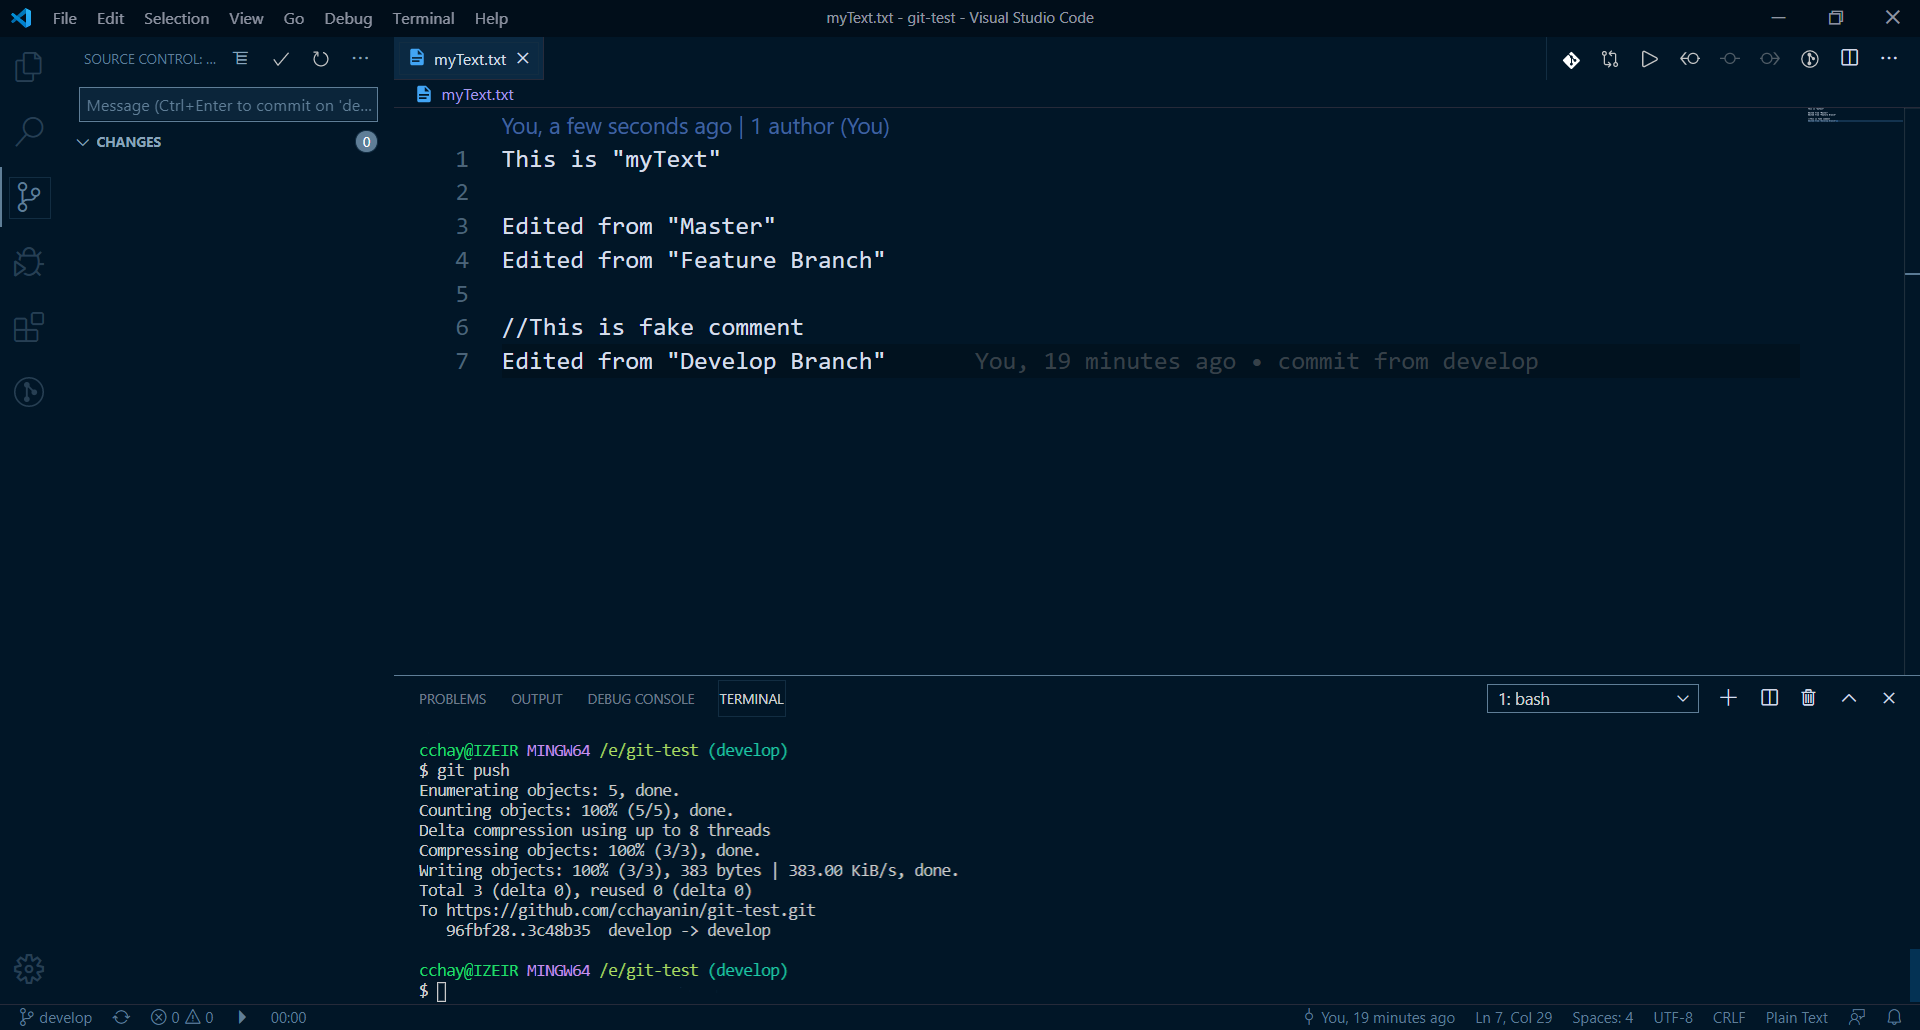 File Edit Selection View Go Debug Terminal Help
myText.txt - git-test - Visual Studio Code
SOURCE CONTROL: ...
Message (Ctrl+Enter to commit on 'de...
CHANGES
0
myText.txt
myText.txt
You, a few seconds ago | 1 author (You)
1 This is "myText"
2
3 Edited from "Master"
4 Edited from "Feature Branch"
5
6 //This is fake comment
7 Edited from "Develop Branch" You, 19 minutes ago • commit from develop
PROBLEMS OUTPUT DEBUG CONSOLE TERMINAL
1: bash
cchay@IZEIR MINGW64 /e/git-test (develop)
$ git push
Enumerating objects: 5, done.
Counting objects: 100% (5/5), done.
Delta compression using up to 8 threads
Compressing objects: 100% (3/3), done.
Writing objects: 100% (3/3), 383 bytes | 383.00 KiB/s, done.
Total 3 (delta 0), reused 0 (delta 0)
To https://github.com/cchayanin/git-test.git
96fbf28..3c48b35 develop -> develop
cchay@IZEIR MINGW64 /e/git-test (develop)
$
develop 0 0 00:00
You, 19 minutes ago Ln 7, Col 29 Spaces: 4 UTF-8 CRLF Plain Text